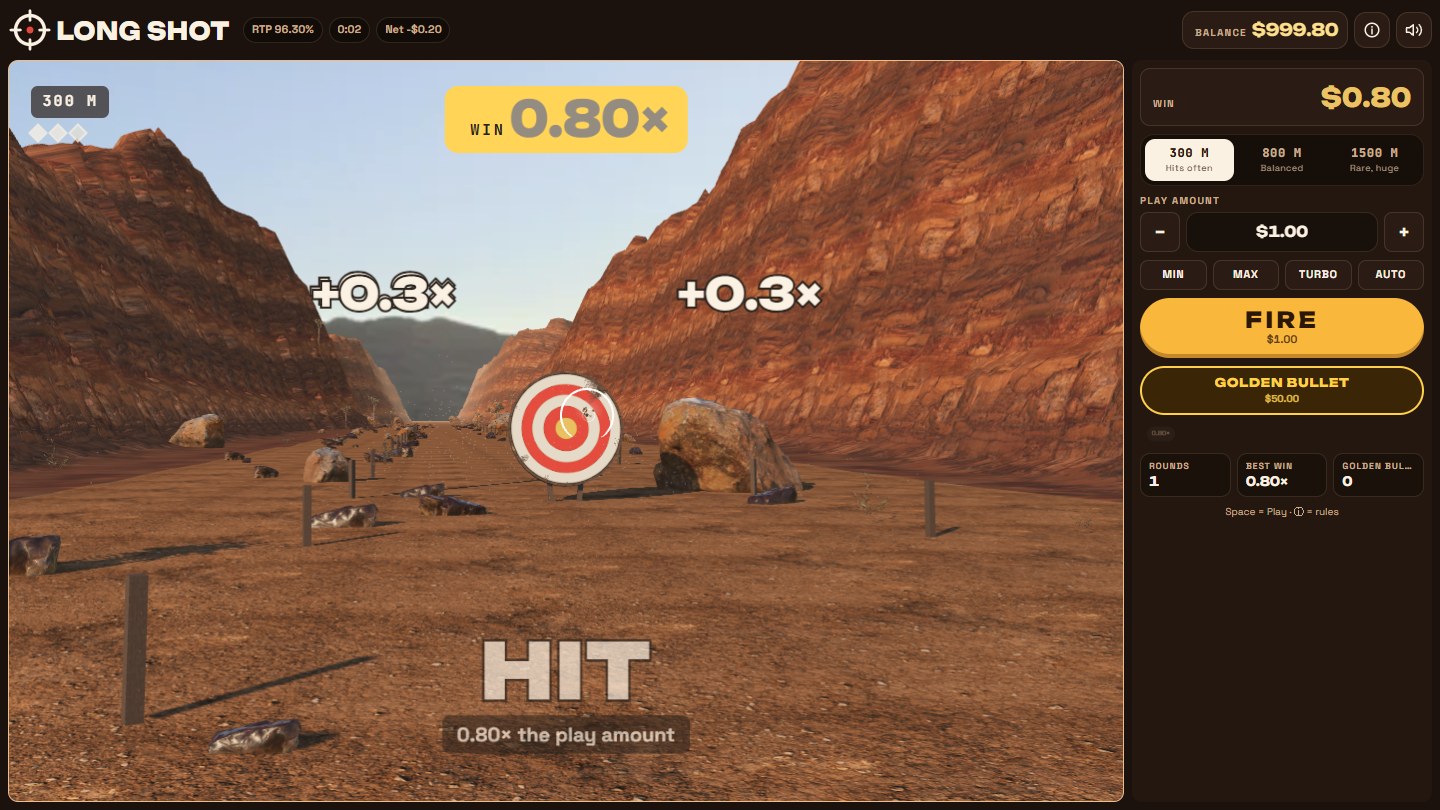 LONG SHOT
RTP 96.30%
0:02
Net -$0.20
BALANCE $999.80
300 M
WIN 0.80×
+0.3×
+0.3×
HIT
0.80× the play amount
WIN
$0.80
300 M
Hits often
800 M
Balanced
1500 M
Rare, huge
PLAY AMOUNT
−
$1.00
+
MIN
MAX
TURBO
AUTO
FIRE
$1.00
GOLDEN BULLET
$50.00
0.80×
ROUNDS
1
BEST WIN
0.80×
GOLDEN BUL...
0
Space = Play · ⓘ = rules